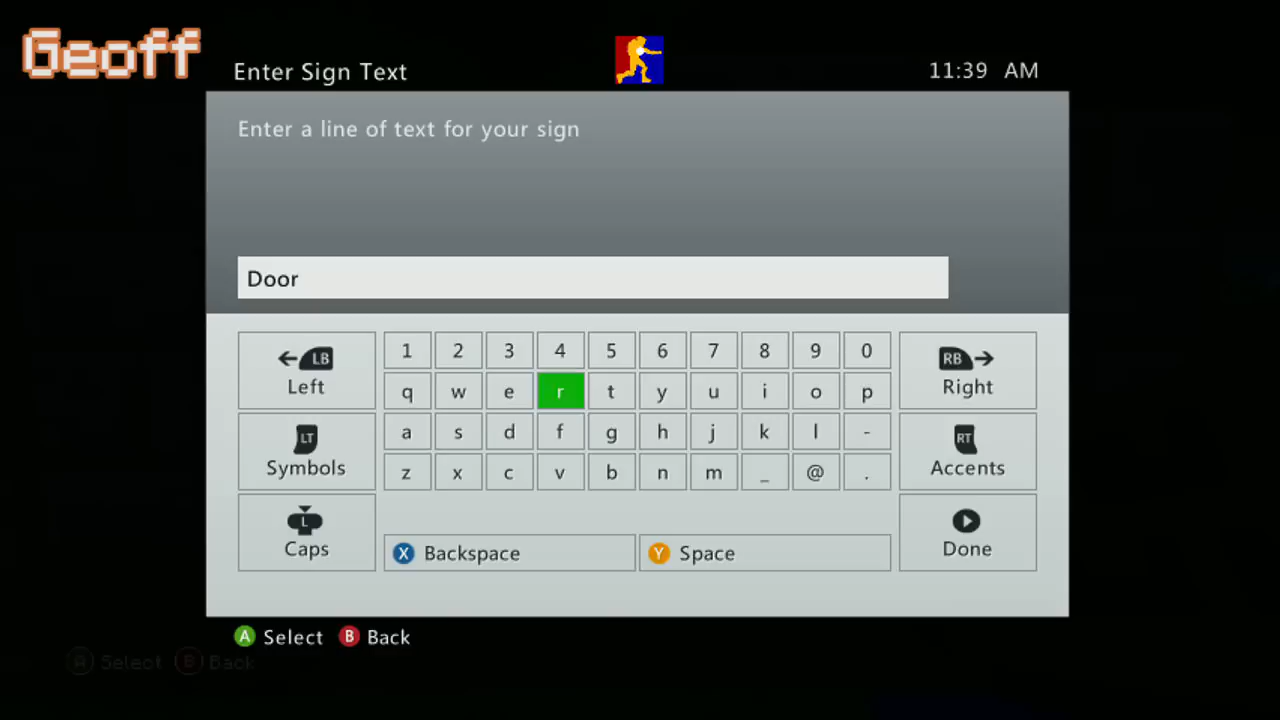 Geoff
Enter Sign Text
11:39 AM
Enter a line of text for your sign
Door
LB
Left
1 2 3 4 5 6 7 8 9 0
RB
Right
q w e r t y u i o p
LT
Symbols
a s d f g h j k l -
RT
Accents
z x c v b n m _ @ .
L
Caps
X Backspace
Y Space
Done
A Select B Back
A Select B Back